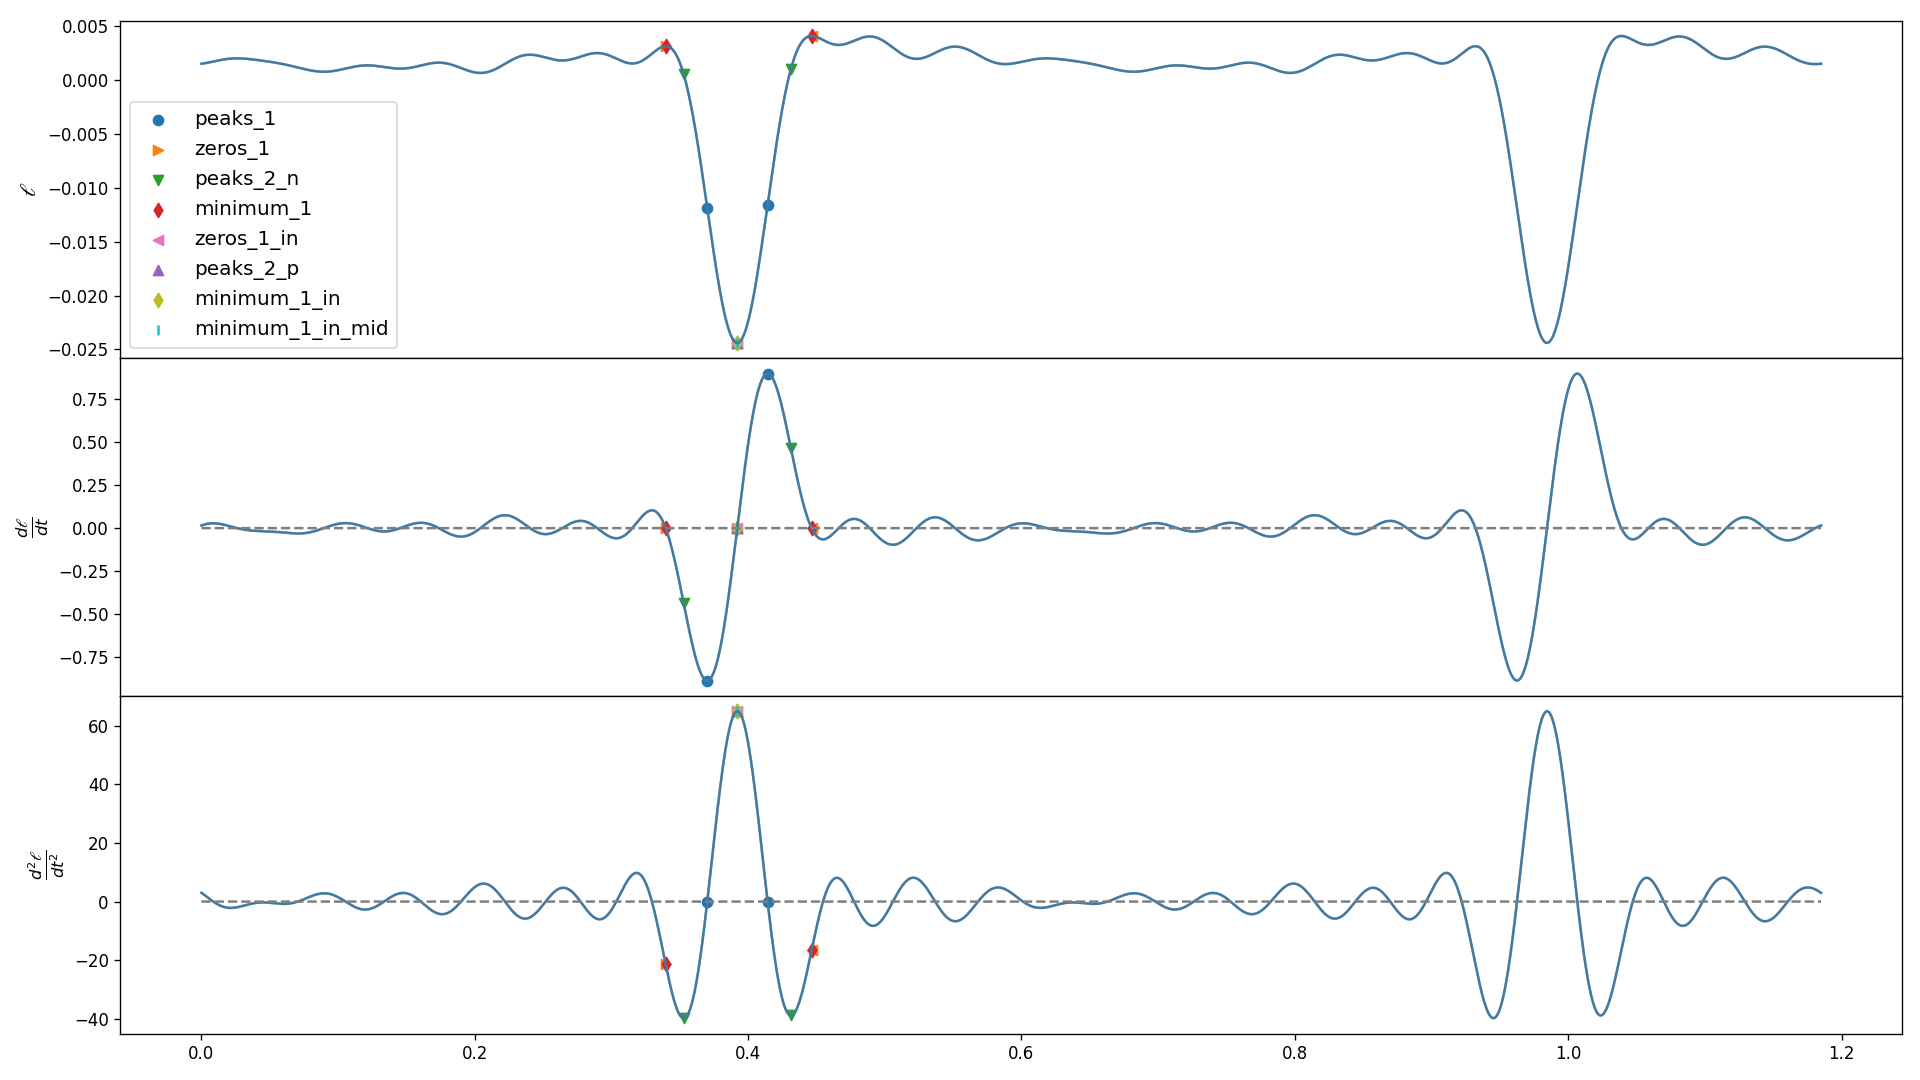 0.005
0.000
−0.005
−0.010
−0.015
−0.020
−0.025
ℓ
peaks_1
zeros_1
peaks_2_n
minimum_1
zeros_1_in
peaks_2_p
minimum_1_in
minimum_1_in_mid
0.75
0.50
0.25
0.00
−0.25
−0.50
−0.75
dℓ
dt
60
40
20
0
−20
−40
d²ℓ
dt²
0.0 0.2 0.4 0.6 0.8 1.0 1.2